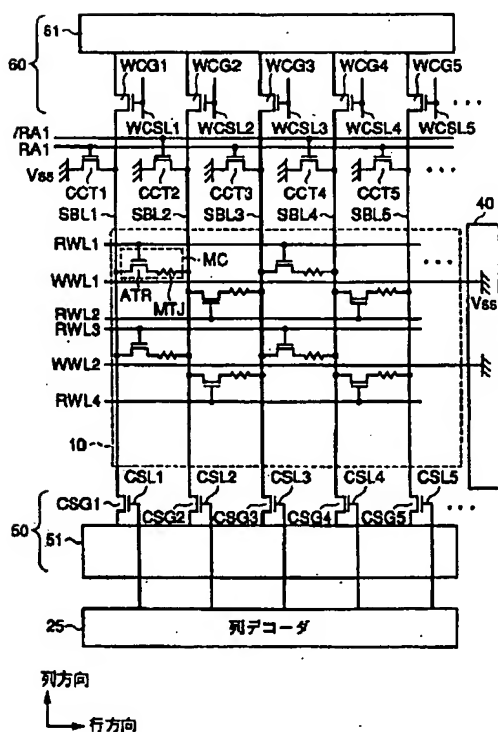 61
60
WCG1 WCG2 WCG3 WCG4 WCG5
WCSL1 WCSL2 WCSL3 WCSL4 WCSL5
/RA1
RA1
Vss
CCT1 CCT2 CCT3 CCT4 CCT5
SBL1 SBL2 SBL3 SBL4 SBL5
40
RWL1
MC
WWL1
ATR
MTJ
Vss
RWL2
RWL3
WWL2
RWL4
10
CSL1 CSL2 CSL3 CSL4 CSL5
CSG1
CSG2 CSG3 CSG4 CSG5
50
51
25
列デコーダ
列方向
行方向